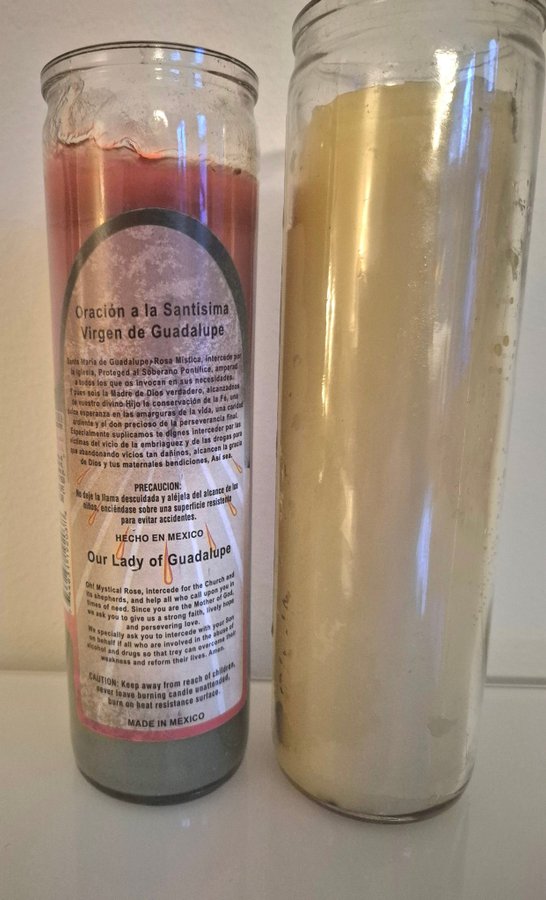 Oración a la Santísima
Virgen de Guadalupe
Santa María de Guadalupe, Rosa Mística, intercede por
la iglesia, Proteged al Soberano Pontífice, amparad
a todos los que os invocan en sus necesidades.
Y pues sois la Madre de Dios verdadero, alcanzadnos
de vuestro divino Hijo la conservación de la Fé, una
dulce esperanza en las amarguras de la vida, una caridad
ardiente y el don precioso de la perseverancia final.
Especialmente suplicamos te dignes interceder por las
víctimas del vicio de la embriaguez y de las drogas para
que abandonando vicios tan dañinos, alcancen la gracia
de Dios y tus maternales bendiciones, Así sea.
PRECAUCION:
No deje la llama descuidada y aléjela del alcance de los
niños, enciéndase sobre una superficie resistente
para evitar accidentes.
HECHO EN MEXICO
Our Lady of Guadalupe
Oh! Mystical Rose, intercede for the Church and
its shepherds, and help all who call upon you in
times of need. Since you are the Mother of God,
we ask you to give us a strong faith, lively hope
and persevering love.
We specially ask you to intercede with your Son
on behalf if all who are involved in the abuse of
alcohol and drugs so that trey can overcome their
weakness and reform their lives. Amen.
CAUTION: Keep away from reach of children,
never leave burning candle unattended,
burn on heat resistance surface.
MADE IN MEXICO